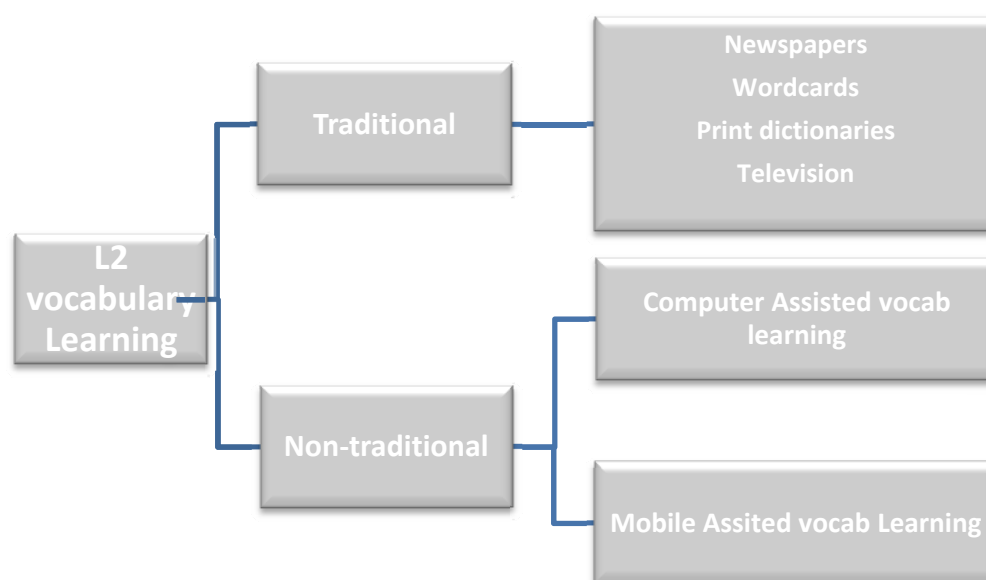 L2
vocabulary
Learning
Traditional
Newspapers
Wordcards
Print dictionaries
Television
Non-traditional
Computer Assisted vocab
learning
Mobile Assited vocab Learning